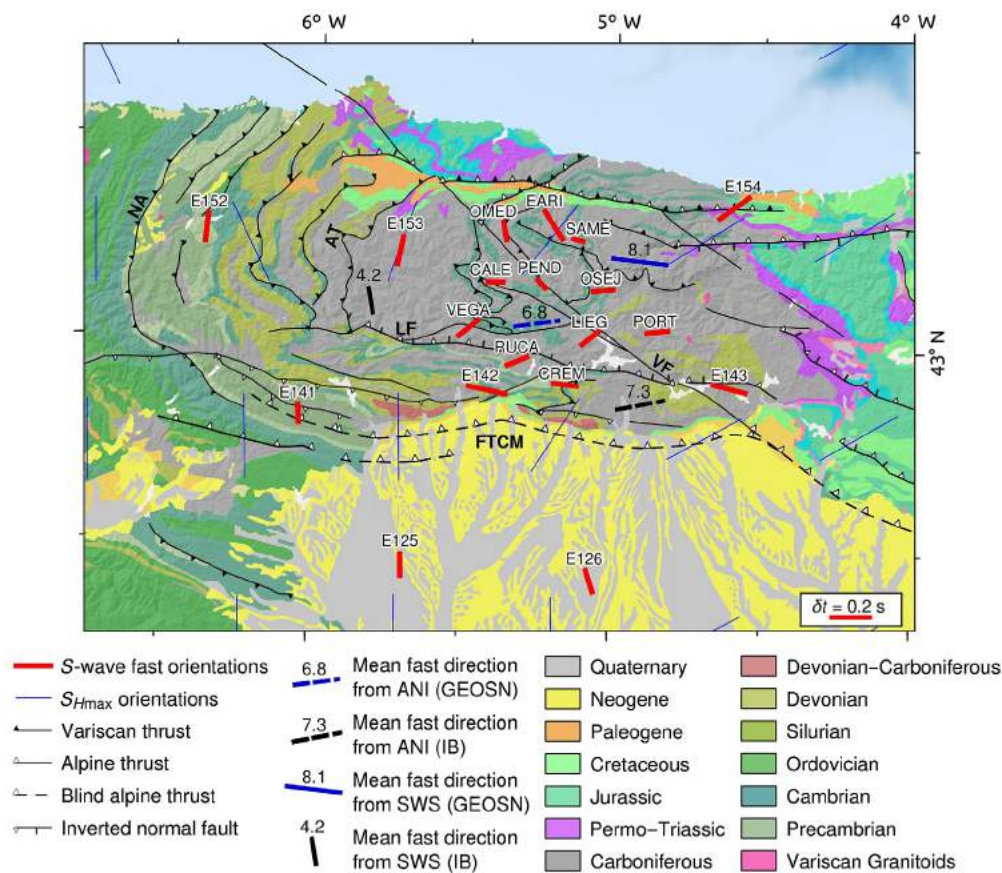 6° W
5° W
4° W
E152
NA
E153
AT
4.2
OMED
EARI
SAME
E154
8.1
CALE
PEND
OSEJ
VEGA
6.8
LIEG
PORT
LF
RUCA
VF
E142
CREM
7.3
E143
43° N
E141
FTCM
E125
E126
δt = 0.2 s
S-wave fast orientations
SHmax orientations
Variscan thrust
Alpine thrust
Blind alpine thrust
Inverted normal fault
6.8
Mean fast direction
from ANI (GEOSN)
7.3
Mean fast direction
from ANI (IB)
8.1
Mean fast direction
from SWS (GEOSN)
4.2
Mean fast direction
from SWS (IB)
Quaternary
Neogene
Paleogene
Cretaceous
Jurassic
Permo-Triassic
Carboniferous
Devonian-Carboniferous
Devonian
Silurian
Ordovician
Cambrian
Precambrian
Variscan Granitoids